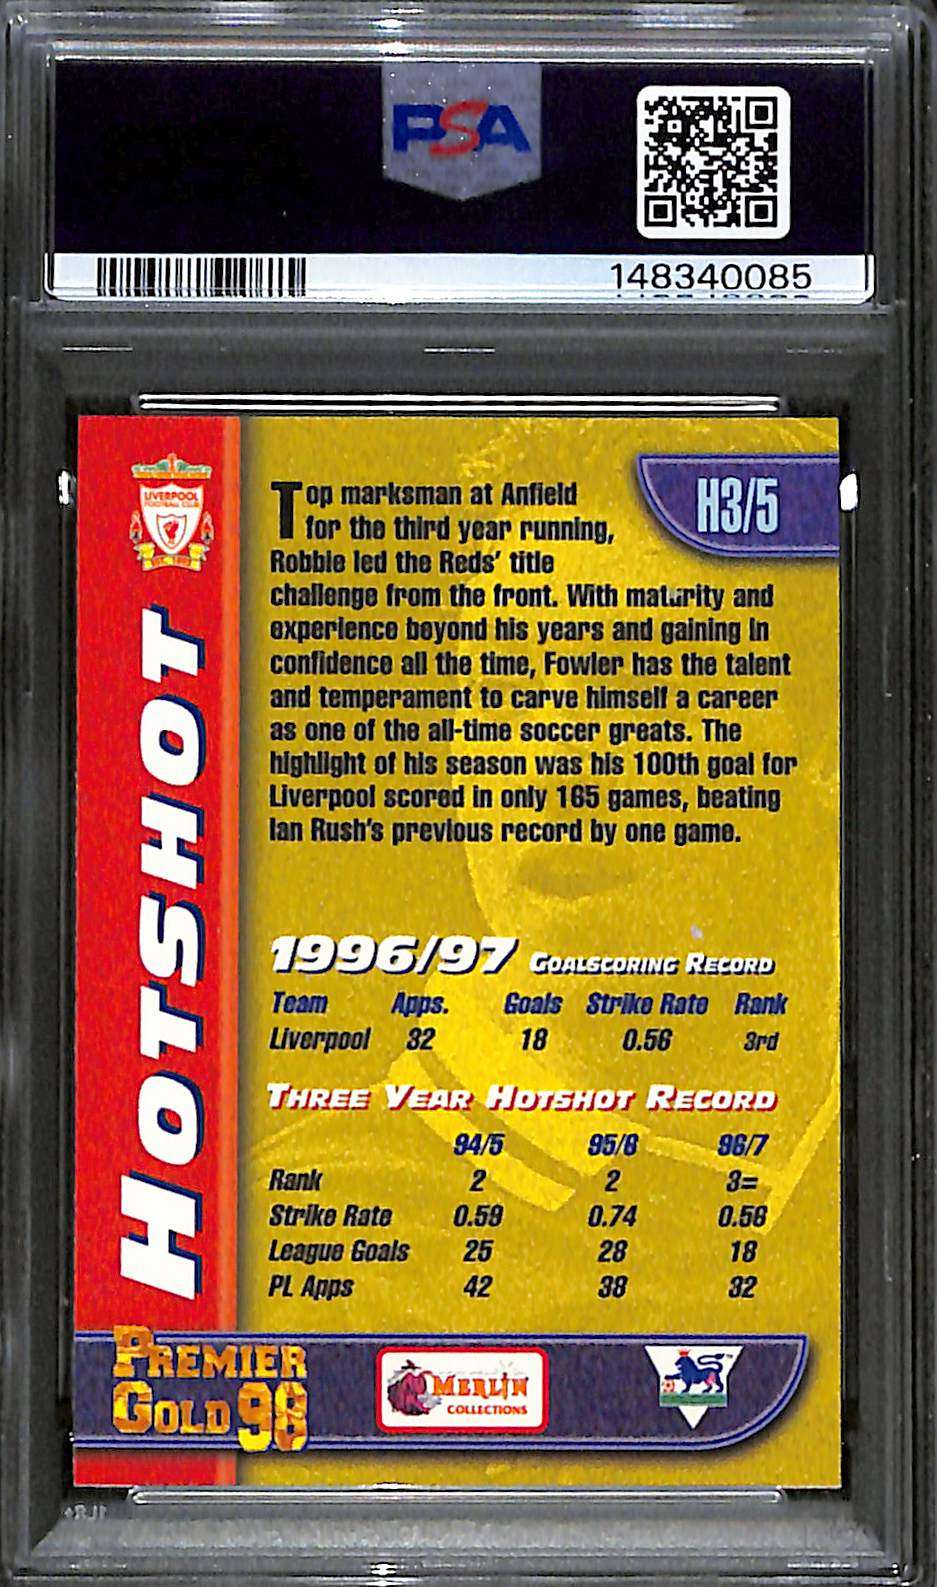 PSA
148340085
LIVERPOOL
FOOTBALL CLUB
EST. 1892
HOTSHOT
H3/5
Top marksman at Anfield
for the third year running,
Robbie led the Reds' title
challenge from the front. With maturity and
experience beyond his years and gaining in
confidence all the time, Fowler has the talent
and temperament to carve himself a career
as one of the all-time soccer greats. The
highlight of his season was his 100th goal for
Liverpool scored in only 165 games, beating
Ian Rush's previous record by one game.
1996/97 GOALSCORING RECORD
Team Apps. Goals Strike Rate Rank
Liverpool 32 18 0.56 3rd
THREE YEAR HOTSHOT RECORD
94/5 95/6 96/7
Rank 2 2 3=
Strike Rate 0.59 0.74 0.56
League Goals 25 28 18
PL Apps 42 38 32
PREMIER
GOLD 98
MERLIN
COLLECTIONS